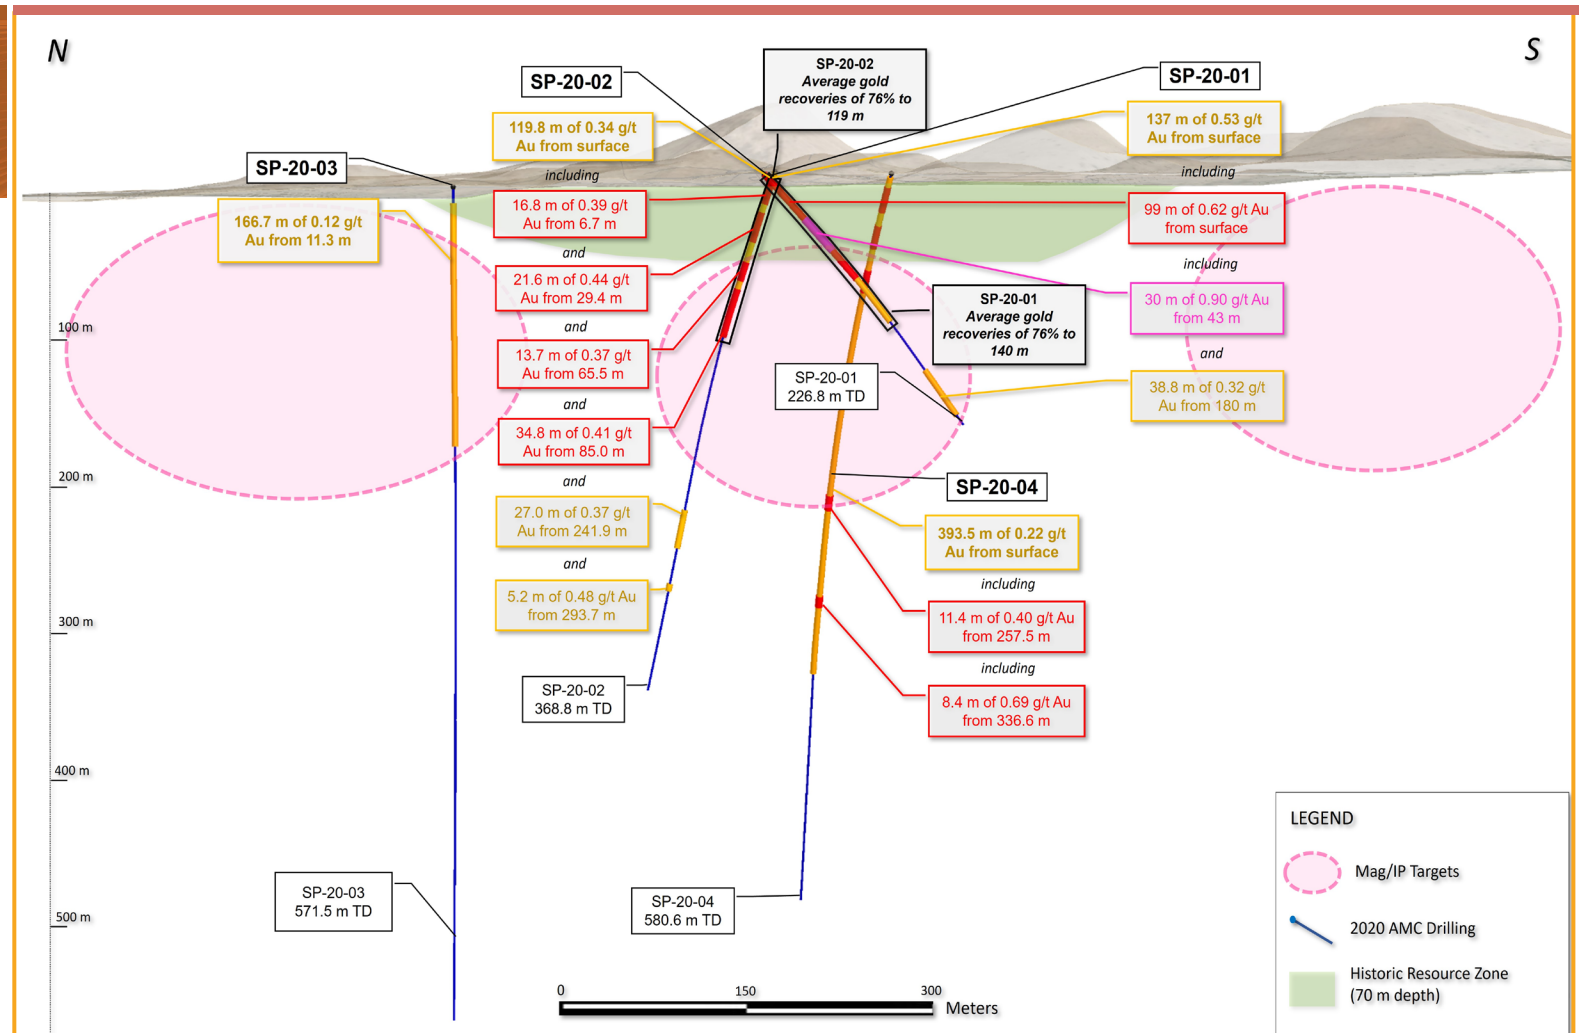 N
S
SP-20-02
SP-20-02
Average gold
recoveries of 76% to
119 m
SP-20-01
119.8 m of 0.34 g/t
Au from surface
including
16.8 m of 0.39 g/t
Au from 6.7 m
and
21.6 m of 0.44 g/t
Au from 29.4 m
and
13.7 m of 0.37 g/t
Au from 65.5 m
and
34.8 m of 0.41 g/t
Au from 85.0 m
and
27.0 m of 0.37 g/t
Au from 241.9 m
and
5.2 m of 0.48 g/t Au
from 293.7 m
SP-20-02
368.8 m TD
137 m of 0.53 g/t
Au from surface
including
99 m of 0.62 g/t Au
from surface
including
30 m of 0.90 g/t Au
from 43 m
and
38.8 m of 0.32 g/t
Au from 180 m
SP-20-01
Average gold
recoveries of 76% to
140 m
SP-20-01
226.8 m TD
SP-20-03
166.7 m of 0.12 g/t
Au from 11.3 m
SP-20-03
571.5 m TD
SP-20-04
393.5 m of 0.22 g/t
Au from surface
including
11.4 m of 0.40 g/t Au
from 257.5 m
including
8.4 m of 0.69 g/t Au
from 336.6 m
SP-20-04
580.6 m TD
100 m
200 m
300 m
400 m
500 m
0 150 300
Meters
LEGEND
Mag/IP Targets
2020 AMC Drilling
Historic Resource Zone
(70 m depth)